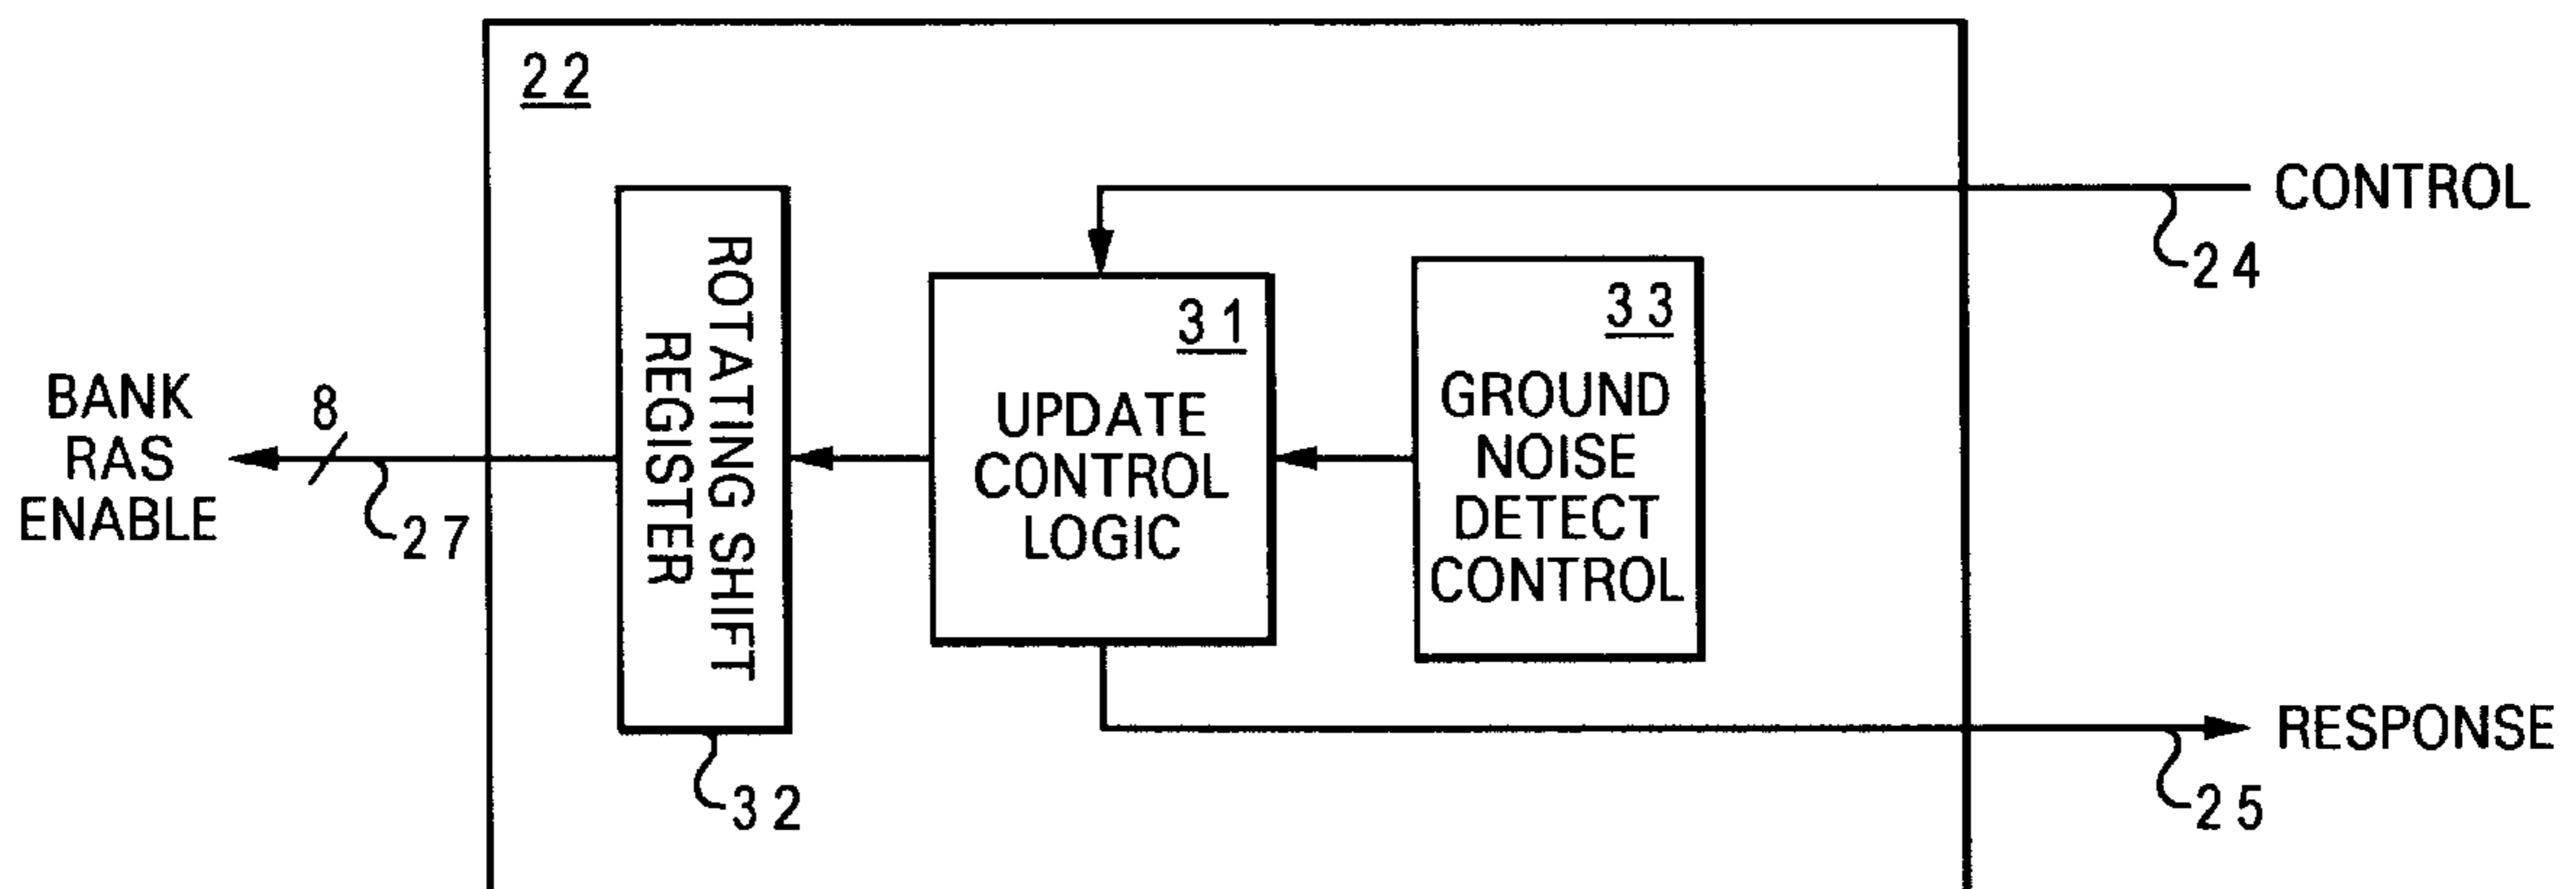 22
CONTROL
24
31
33
ROTATING SHIFT
REGISTER
UPDATE
CONTROL
LOGIC
GROUND
NOISE
DETECT
CONTROL
BANK
RAS
ENABLE
8
27
32
RESPONSE
25